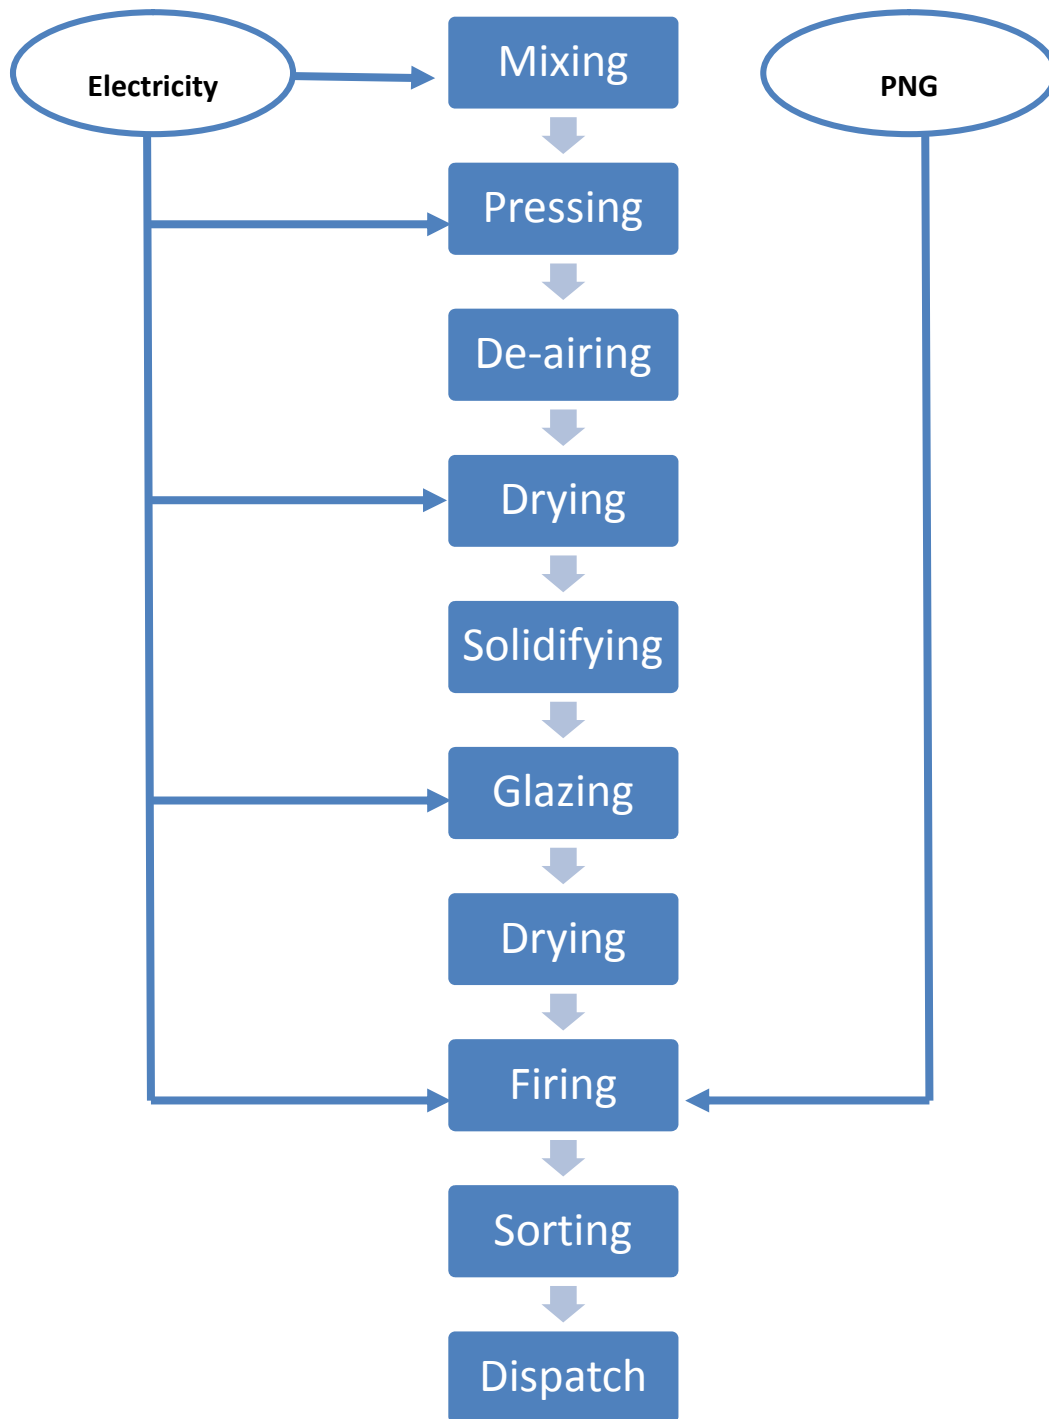 Electricity
Mixing
PNG
Pressing
De-airing
Drying
Solidifying
Glazing
Drying
Firing
Sorting
Dispatch